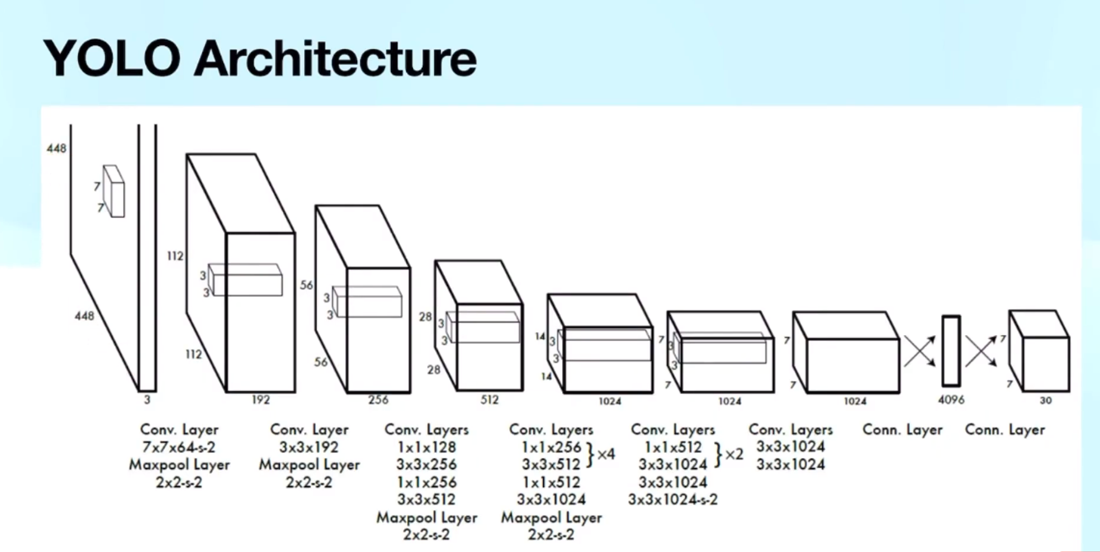 YOLO Architecture
448
7
7
448
3
112
3
3
112
192
56
3
3
56
256
28
3
3
28
512
14
3
3
14
1024
7
3
3
7
1024
7
7
1024
4096
7
7
30
Conv. Layer
7x7x64-s-2
Maxpool Layer
2x2-s-2
Conv. Layer
3x3x192
Maxpool Layer
2x2-s-2
Conv. Layers
1x1x128
3x3x256
1x1x256
3x3x512
Maxpool Layer
2x2-s-2
Conv. Layers
1x1x256
3x3x512 }×4
1x1x512
3x3x1024
Maxpool Layer
2x2-s-2
Conv. Layers
1x1x512
3x3x1024 }×2
3x3x1024
3x3x1024-s-2
Conv. Layers
3x3x1024
3x3x1024
Conn. Layer
Conn. Layer